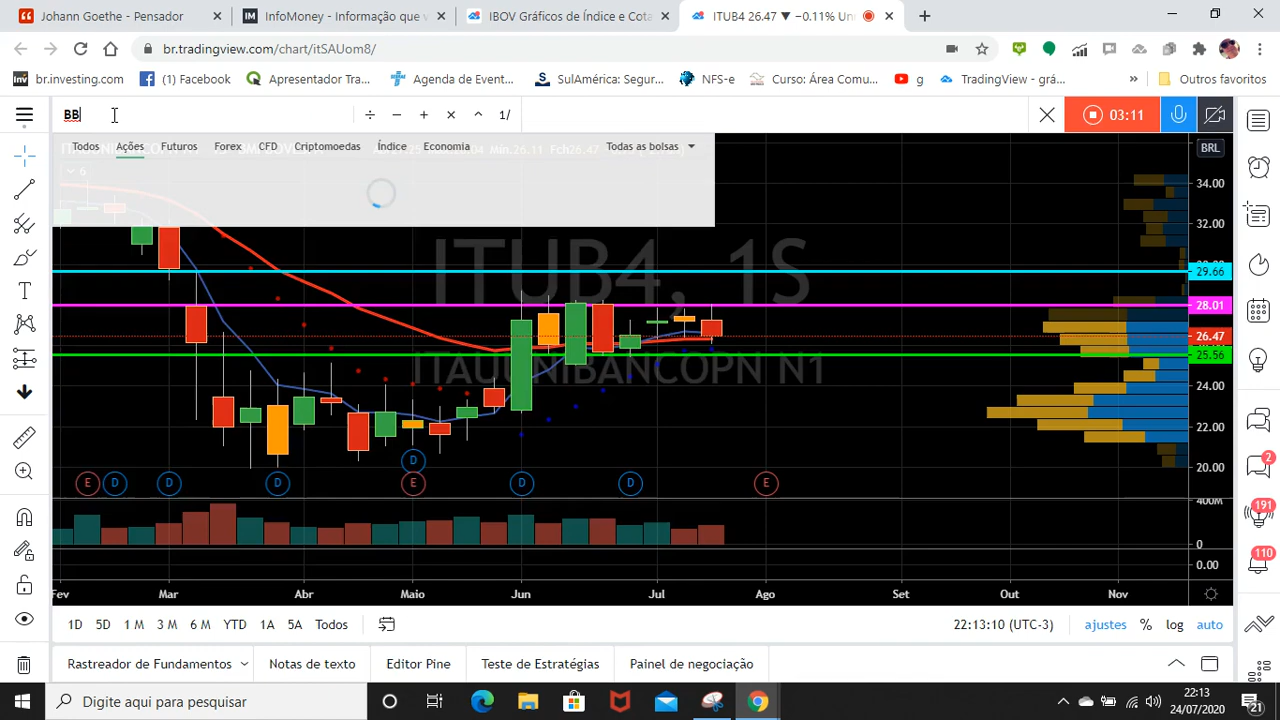 Johann Goethe - Pensador
InfoMoney - Informação que v
IBOV Gráficos de Índice e Cota
ITUB4 26.47 ▼ −0.11% Un
br.tradingview.com/chart/itSAUom8/
br.investing.com
(1) Facebook
Apresentador Tra...
Agenda de Event...
SulAmérica: Segur...
NFS-e
Curso: Área Comu...
g
TradingView - grá...
»
Outros favoritos
BB
÷ − + × ^ 1/
03:11
Todos Ações Futuros Forex CFD Criptomoedas Índice Economia Todas as bolsas
6
BRL
34.00
32.00
ITUB4, 1S
29.66
28.01
26.47
25.56
ITAUUNIBANCOPN N1
24.00
22.00
20.00
D
E D D D E D D E
400M
0
0.00
Fev Mar Abr Maio Jun Jul Ago Set Out Nov
1D 5D 1 M 3 M 6 M YTD 1A 5A Todos
22:13:10 (UTC-3) ajustes % log auto
Rastreador de Fundamentos Notas de texto Editor Pine Teste de Estratégias Painel de negociação
2
191
110
Digite aqui para pesquisar
22:13
24/07/2020
21